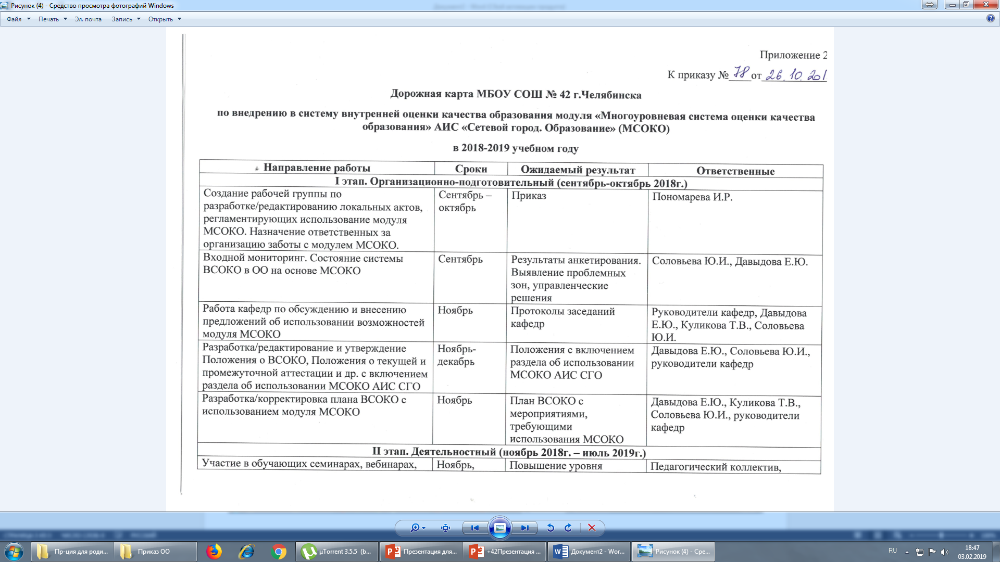 Рисунок (4) - Средство просмотра фотографий Windows
Файл Печать Эл. почта Запись Открыть
Приложение 2
К приказу № 78 от 26.10.201
Дорожная карта МБОУ СОШ № 42 г.Челябинска
по внедрению в систему внутренней оценки качества образования модуля «Многоуровневая система оценки качества
образования» АИС «Сетевой город. Образование» (МСОКО)
в 2018-2019 учебном году
Направление работы Сроки Ожидаемый результат Ответственные
I этап. Организационно-подготовительный (сентябрь-октябрь 2018г.)
Создание рабочей группы по
разработке/редактированию локальных актов,
регламентирующих использование модуля
МСОКО. Назначение ответственных за
организацию заботы с модулем МСОКО.
Сентябрь –
октябрь
Приказ
Пономарева И.Р.
Входной мониторинг. Состояние системы
ВСОКО в ОО на основе МСОКО
Сентябрь
Результаты анкетирования.
Выявление проблемных
зон, управленческие
решения
Соловьева Ю.И., Давыдова Е.Ю.
Работа кафедр по обсуждению и внесению
предложений об использовании возможностей
модуля МСОКО
Ноябрь
Протоколы заседаний
кафедр
Руководители кафедр, Давыдова
Е.Ю., Куликова Т.В., Соловьева
Ю.И.
Разработка/редактирование и утверждение
Положения о ВСОКО, Положения о текущей и
промежуточной аттестации и др. с включением
раздела об использовании МСОКО АИС СГО
Ноябрь-
декабрь
Положения с включением
раздела об использовании
МСОКО АИС СГО
Давыдова Е.Ю., Соловьева Ю.И.,
руководители кафедр
Разработка/корректировка плана ВСОКО с
использованием модуля МСОКО
Ноябрь
План ВСОКО с
мероприятиями,
требующими
использования МСОКО
Давыдова Е.Ю., Куликова Т.В.,
Соловьева Ю.И., руководители
кафедр
II этап. Деятельностный (ноябрь 2018г. – июль 2019г.)
Участие в обучающих семинарах, вебинарах,
Ноябрь,
Повышение уровня
Педагогический коллектив,
Пр-ция для роди... Приказ ОО µTorrent 3.5.5 (b... Презентация для... +42Презентация ... Документ2 - Wor... Рисунок (4) - Сре... RU 18:47
03.02.2019